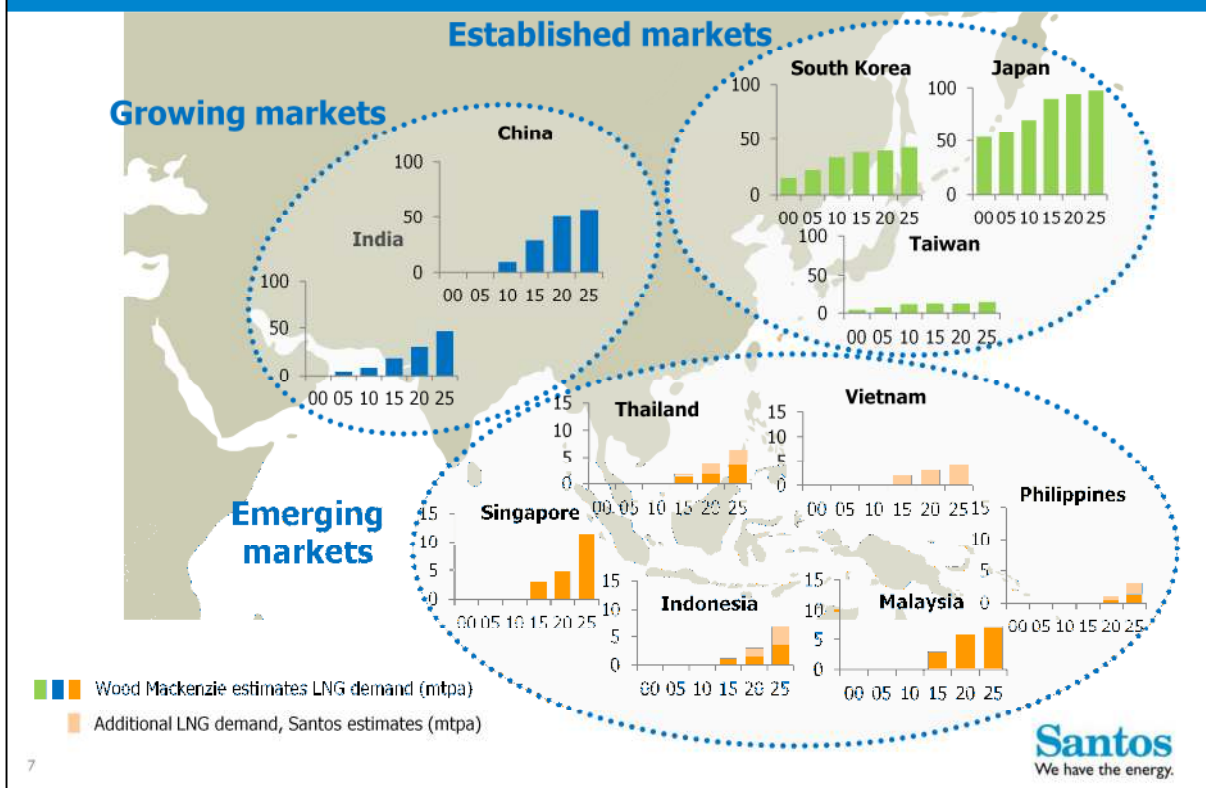 Established markets
South Korea
100
50
0
00 05 10 15 20 25
Japan
100
50
0
00 05 10 15 20 25
Taiwan
100
50
0
00 05 10 15 20 25
Growing markets
China
100
50
0
00 05 10 15 20 25
India
100
50
0
00 05 10 15 20 25
Emerging
markets
Thailand
15
10
5
0
00 05 10 15 20 25
Vietnam
15
10
5
0
00 05 10 15 20 25
Singapore
15
10
5
0
00 05 10 15 20 25
Philippines
15
10
5
0
00 05 10 15 20 25
Indonesia
15
10
5
0
00 05 10 15 20 25
Malaysia
15
10
5
0
00 05 10 15 20 25
Wood Mackenzie estimates LNG demand (mtpa)
Additional LNG demand, Santos estimates (mtpa)
7
Santos
We have the energy.